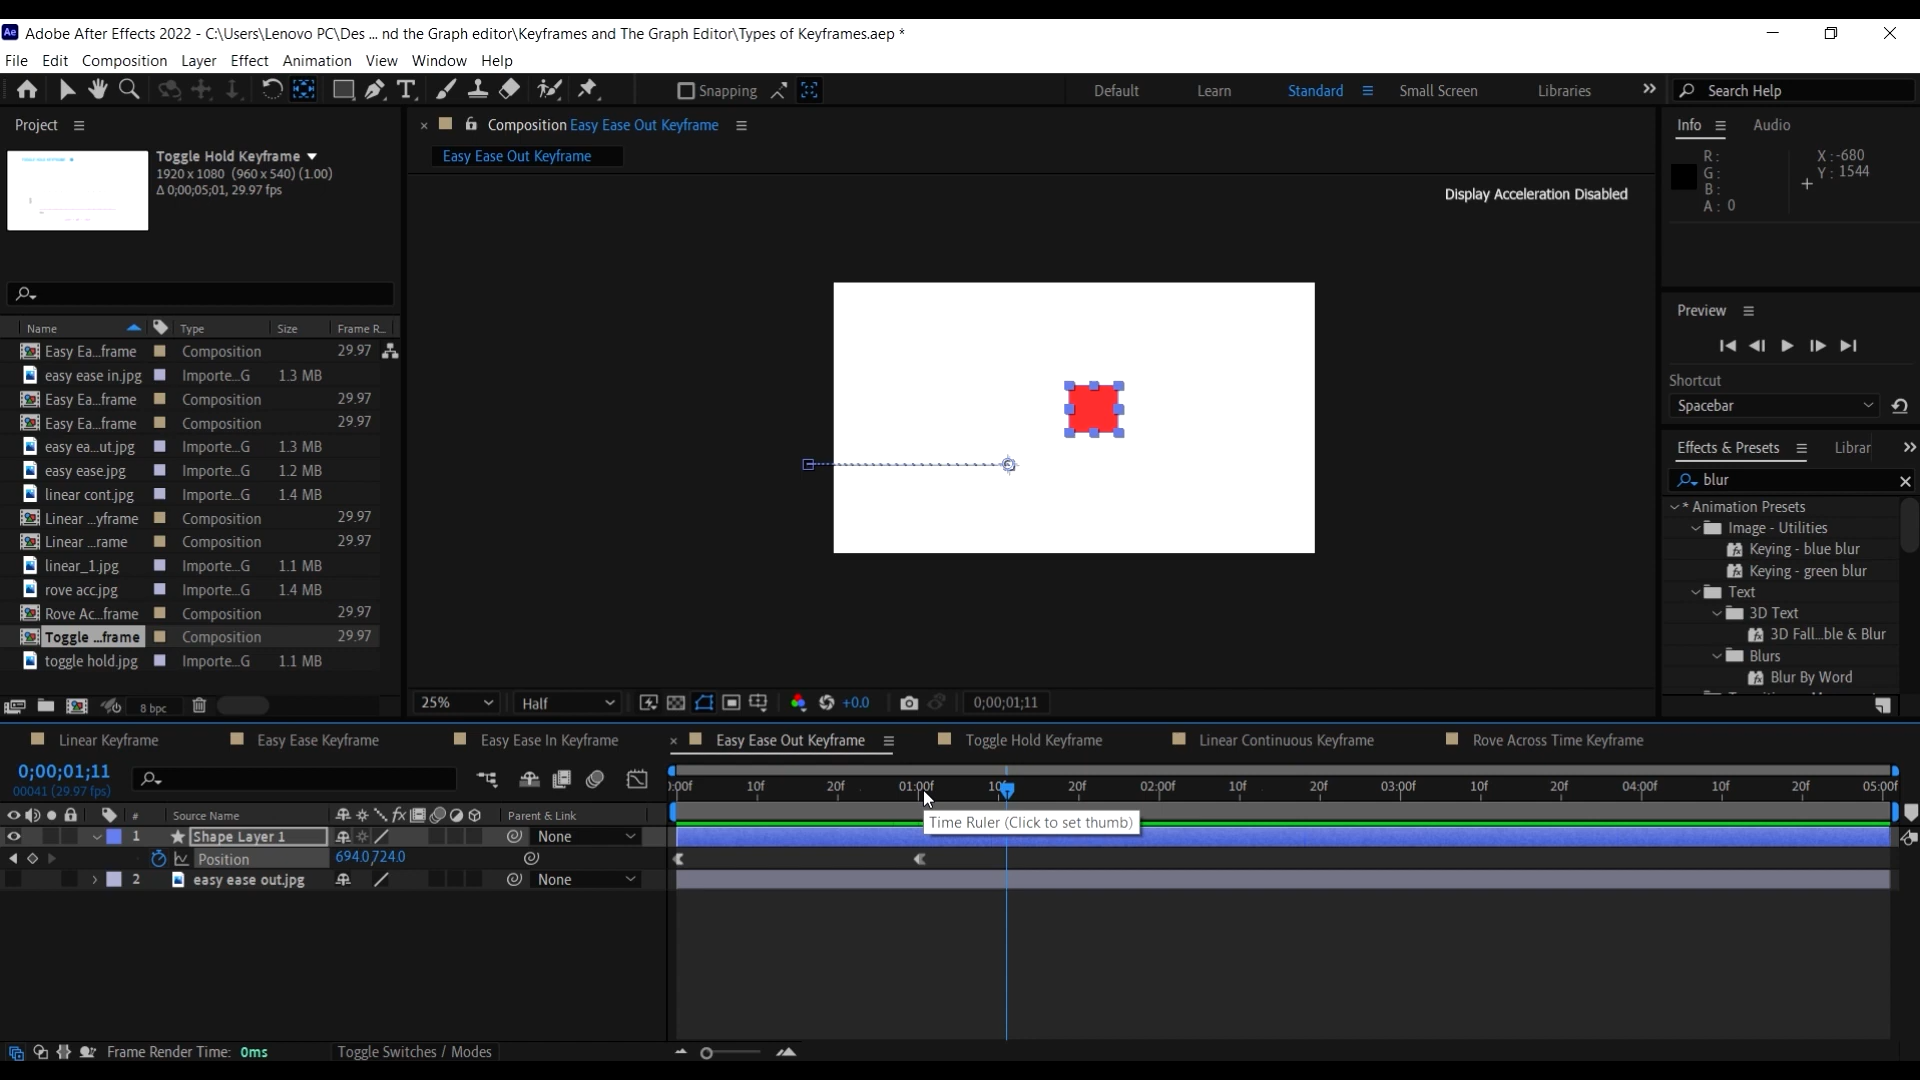 Adobe After Effects 2022 - C:\Users\Lenovo PC\Des ... nd the Graph editor\Keyframes and The Graph Editor\Types of Keyframes.aep *
File Edit Composition Layer Effect Animation View Window Help
Snapping Default Learn Standard Small Screen Libraries Search Help
Project
Composition Easy Ease Out Keyframe
Info Audio
Toggle Hold Keyframe
1920 x 1080 (960 x 540) (1.00)
Δ 0;00;05;01, 29.97 fps
Easy Ease Out Keyframe
R:
G:
B:
A: 0
X: -680
Y: 1544
Display Acceleration Disabled
Preview
Shortcut
Spacebar
Name Type Size Frame R...
Easy Ea...frame Composition 29.97
easy ease in.jpg Importe...G 1.3 MB
Easy Ea...frame Composition 29.97
Easy Ea...frame Composition 29.97
easy ea...ut.jpg Importe...G 1.3 MB
easy ease.jpg Importe...G 1.2 MB
linear cont.jpg Importe...G 1.4 MB
Linear ...yframe Composition 29.97
Linear ...rame Composition 29.97
linear_1.jpg Importe...G 1.1 MB
rove acc.jpg Importe...G 1.4 MB
Rove Ac...frame Composition 29.97
Toggle ...frame Composition 29.97
toggle hold.jpg Importe...G 1.1 MB
8 bpc
Effects & Presets Librar
blur
* Animation Presets
Image - Utilities
Keying - blue blur
Keying - green blur
Text
3D Text
3D Fall...ble & Blur
Blurs
Blur By Word
25% Half +0.0 0;00;01;11
Linear Keyframe Easy Ease Keyframe Easy Ease In Keyframe Easy Ease Out Keyframe Toggle Hold Keyframe Linear Continuous Keyframe Rove Across Time Keyframe
0;00;01;11
00041 (29.97 fps)
):00f 10f 20f 01:00f 10f 20f 02:00f 10f 20f 03:00f 10f 20f 04:00f 10f 20f 05:00f
# Source Name Parent & Link
Time Ruler (Click to set thumb)
1 Shape Layer 1 None
Position 694.0,724.0
2 easy ease out.jpg None
Frame Render Time: 0ms Toggle Switches / Modes